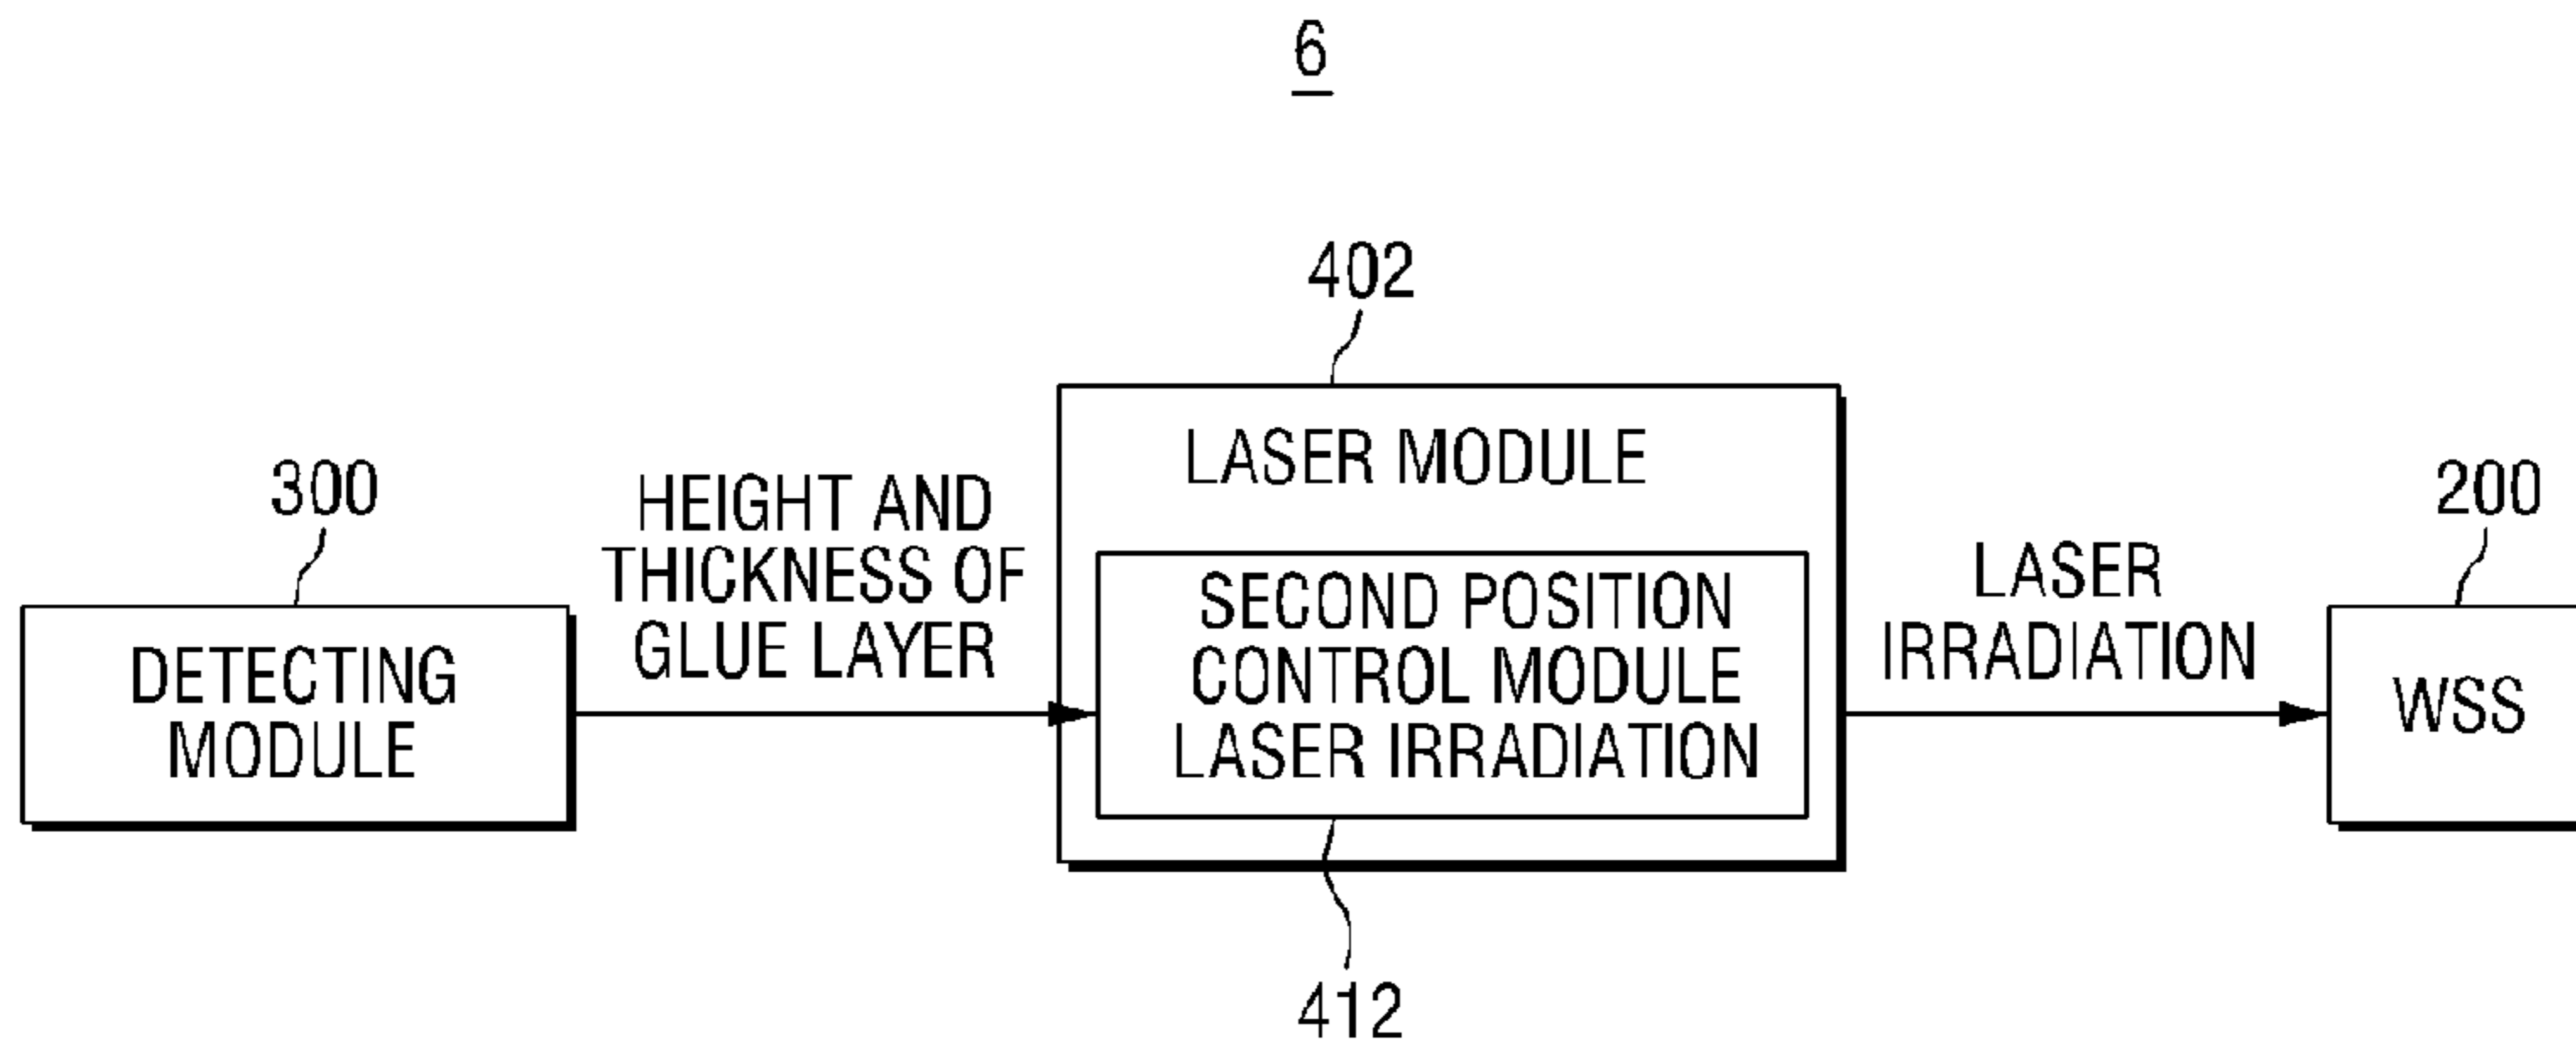 6
402
LASER MODULE
300
HEIGHT AND
THICKNESS OF
GLUE LAYER
200
DETECTING
MODULE
SECOND POSITION
CONTROL MODULE
LASER IRRADIATION
LASER
IRRADIATION
WSS
412